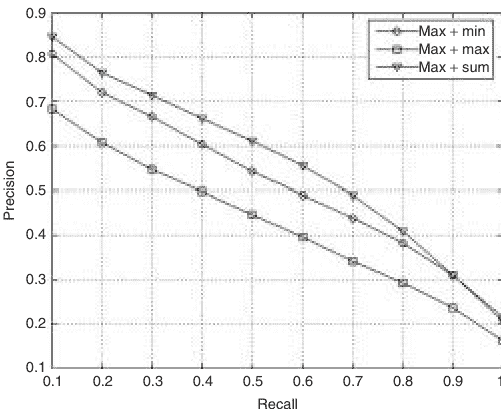 0.9
0.8
0.7
0.6
0.5
0.4
0.3
0.2
0.1
Precision
Max + min
Max + max
Max + sum
0.1 0.2 0.3 0.4 0.5 0.6 0.7 0.8 0.9 1
Recall